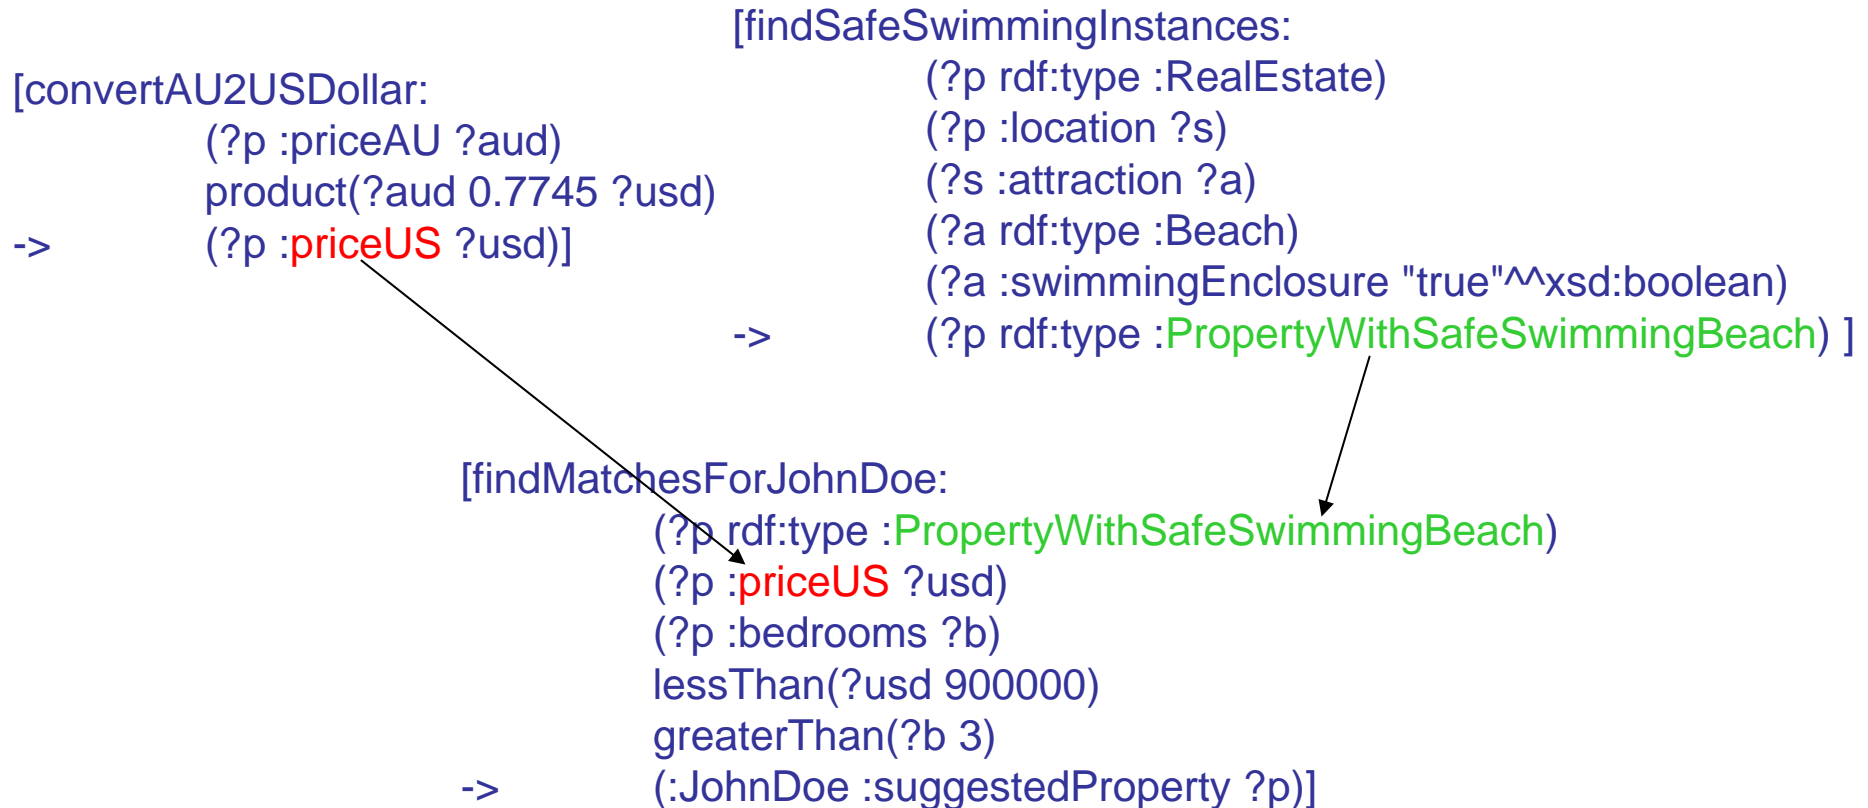 [convertAU2USDollar:
(?p :priceAU ?aud)
product(?aud 0.7745 ?usd)
-> (?p :priceUS ?usd)]
[findSafeSwimmingInstances:
(?p rdf:type :RealEstate)
(?p :location ?s)
(?s :attraction ?a)
(?a rdf:type :Beach)
(?a :swimmingEnclosure "true"^^xsd:boolean)
-> (?p rdf:type :PropertyWithSafeSwimmingBeach) ]
[findMatchesForJohnDoe:
(?p rdf:type :PropertyWithSafeSwimmingBeach)
(?p :priceUS ?usd)
(?p :bedrooms ?b)
lessThan(?usd 900000)
greaterThan(?b 3)
-> (:JohnDoe :suggestedProperty ?p)]